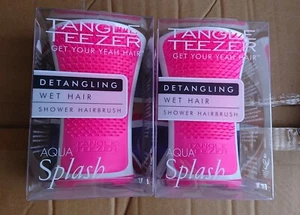 TANGLE
TEEZER
GET YOUR YEAH HAIR
DETANGLING
WET HAIR
SHOWER HAIRBRUSH
AQUA
Splash
TANGLE
TEEZER
GET YOUR YEAH HAIR
DETANGLING
WET HAIR
SHOWER HAIRBRUSH
AQUA
Splash